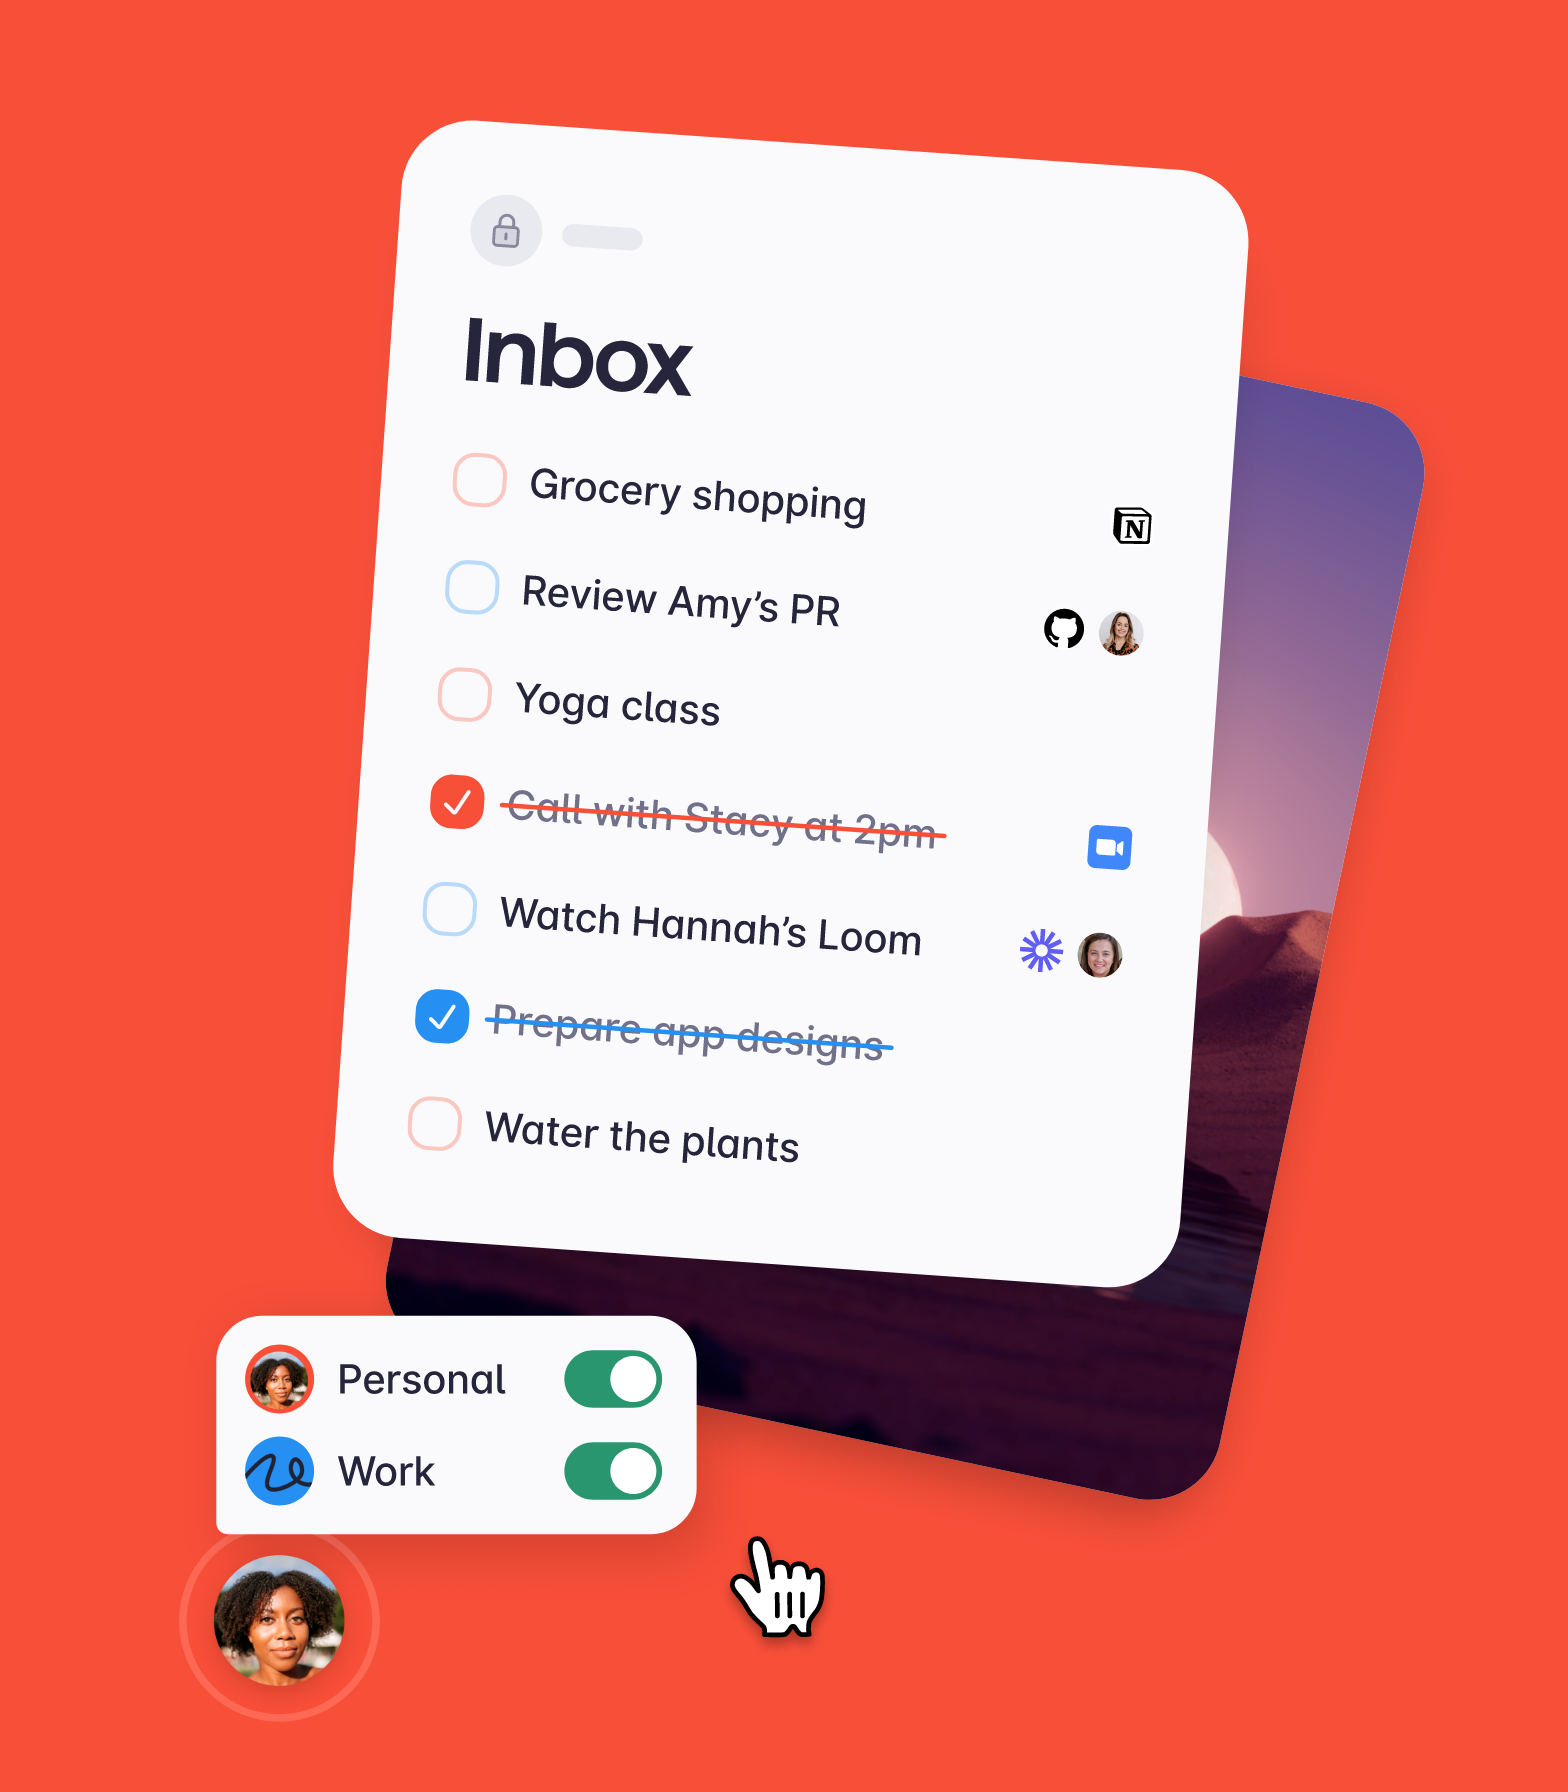 Inbox
Grocery shopping
N
Review Amy’s PR
Yoga class
Call with Stacy at 2pm
Watch Hannah’s Loom
Prepare app designs
Water the plants
Personal
Work